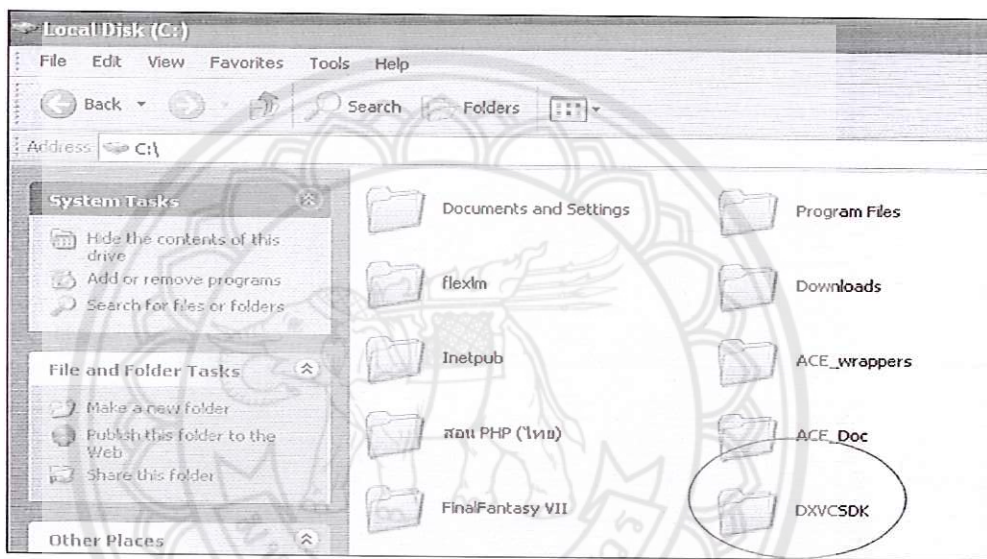 Local Disk (C:)
File Edit View Favorites Tools Help
Back Search Folders
Address C:\
System Tasks
Hide the contents of this
drive
Add or remove programs
Search for files or folders
File and Folder Tasks
Make a new folder
Publish this folder to the
Web
Share this folder
Other Places
Documents and Settings
Program Files
flexlm
Downloads
Inetpub
ACE_wrappers
สอน PHP (ไทย)
ACE_Doc
FinalFantasy VII
DXVCSDK